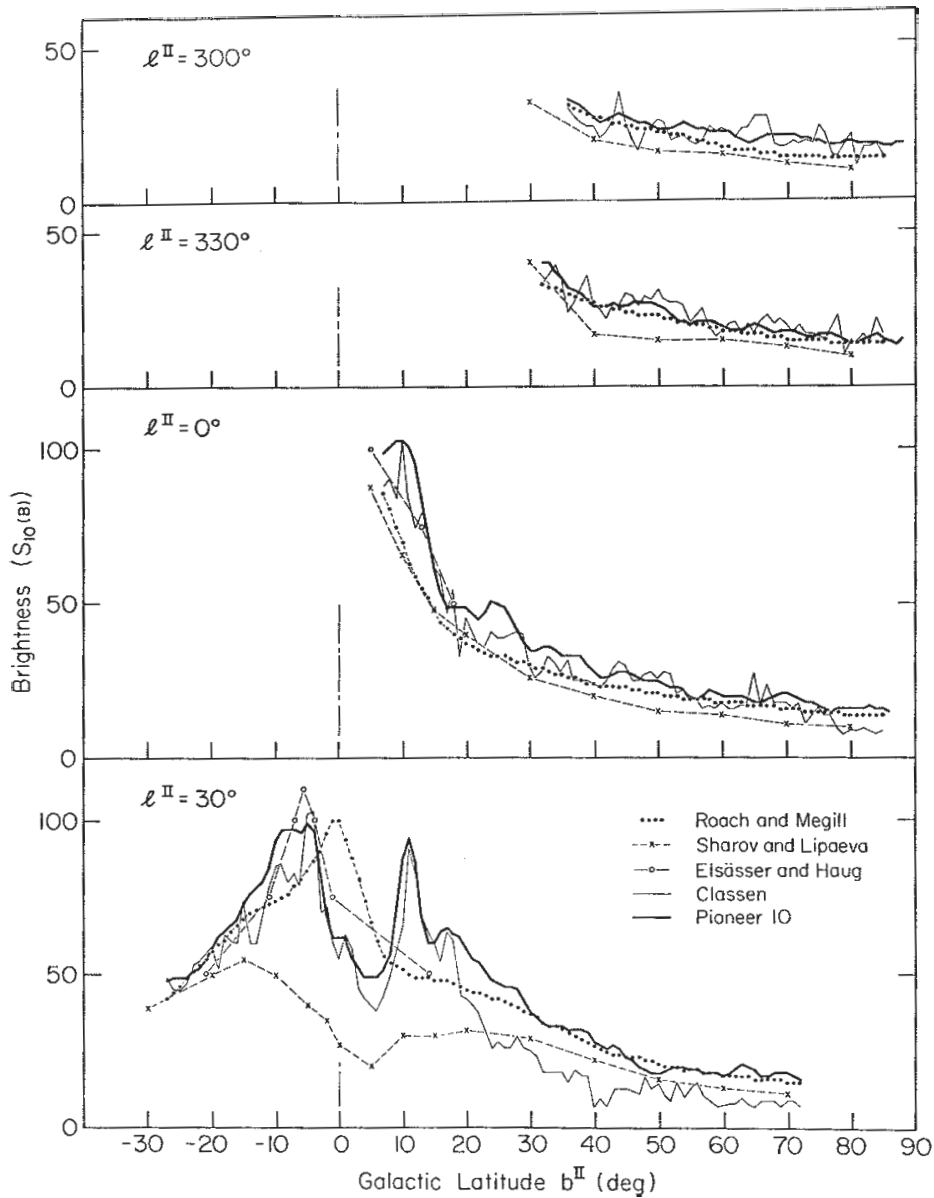 50
ℓ^II = 300°
0
50
ℓ^II = 330°
0
ℓ^II = 0°
100
50
0
ℓ^II = 30°
100
50
0
Roach and Megill
Sharov and Lipaeva
Elsässer and Haug
Classen
Pioneer 10
-30 -20 -10 0 10 20 30 40 50 60 70 80 90
Galactic Latitude b^II (deg)
Brightness (S10(B))